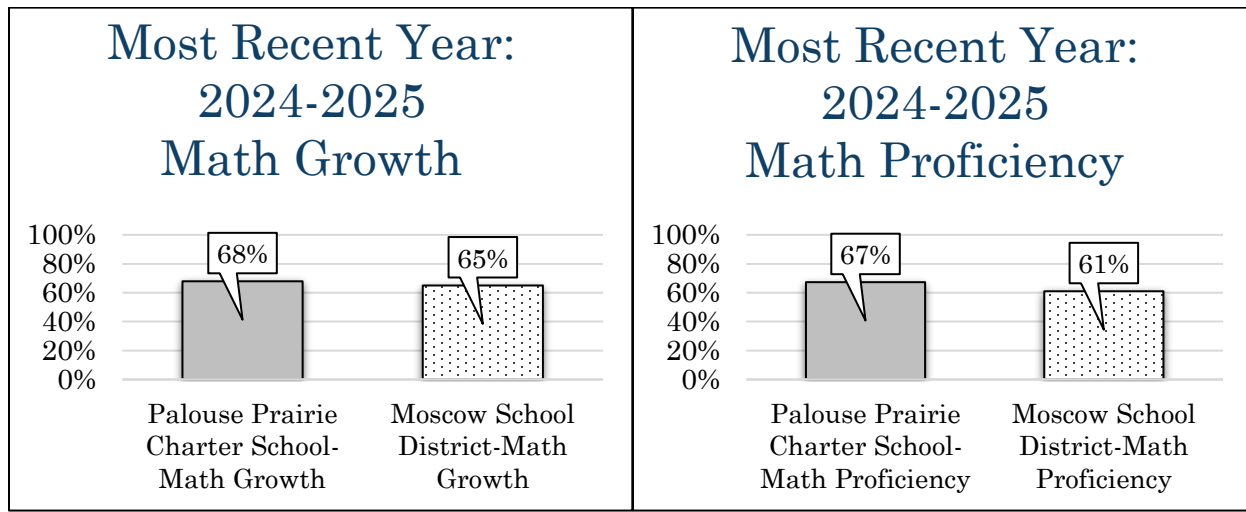 Most Recent Year:
2024-2025
Math Growth
100%
80%
60%
40%
20%
0%
68%
65%
Palouse Prairie
Charter School-
Math Growth
Moscow School
District-Math
Growth
Most Recent Year:
2024-2025
Math Proficiency
100%
80%
60%
40%
20%
0%
67%
61%
Palouse Prairie
Charter School-
Math Proficiency
Moscow School
District-Math
Proficiency